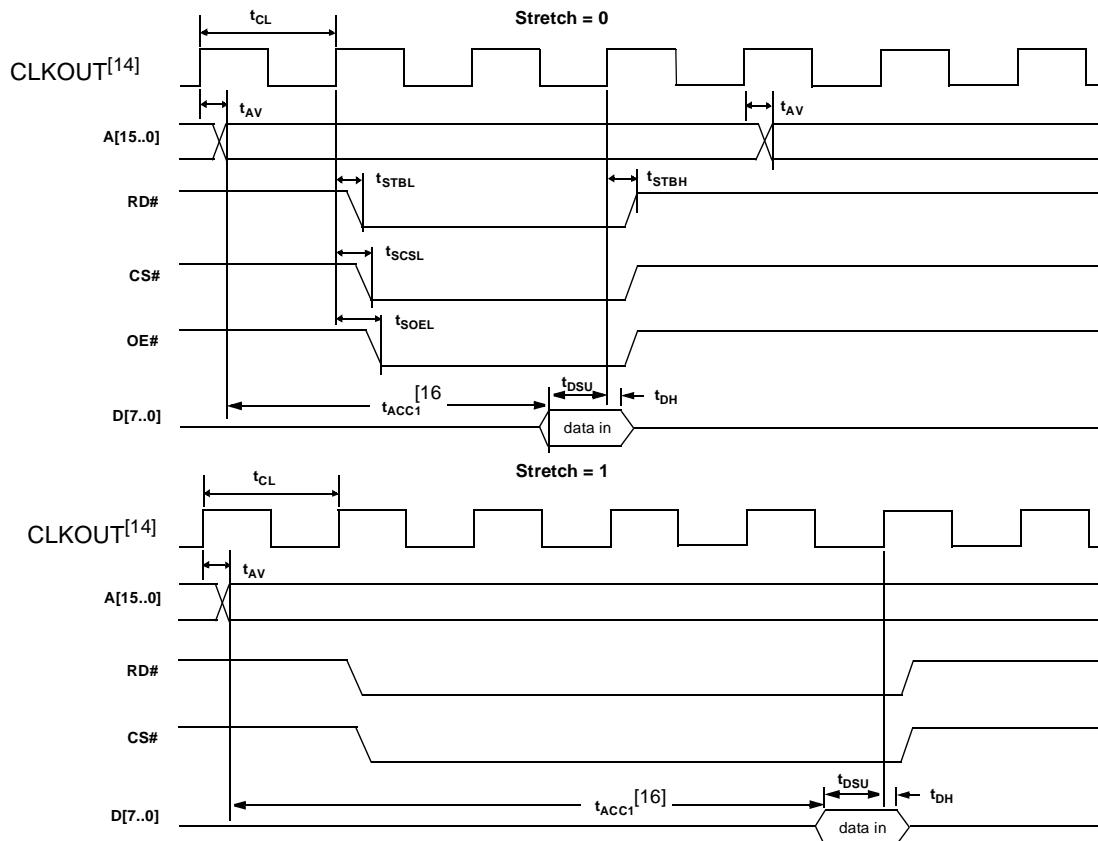 Stretch = 0
tCL
CLKOUT[14]
tAV
tAV
A[15..0]
tSTBL
tSTBH
RD#
tSCSL
CS#
tSOEL
OE#
tDSU
tACC1[16
tDH
D[7..0]
data in
Stretch = 1
tCL
CLKOUT[14]
tAV
A[15..0]
RD#
CS#
tDSU
tACC1[16]
tDH
D[7..0]
data in